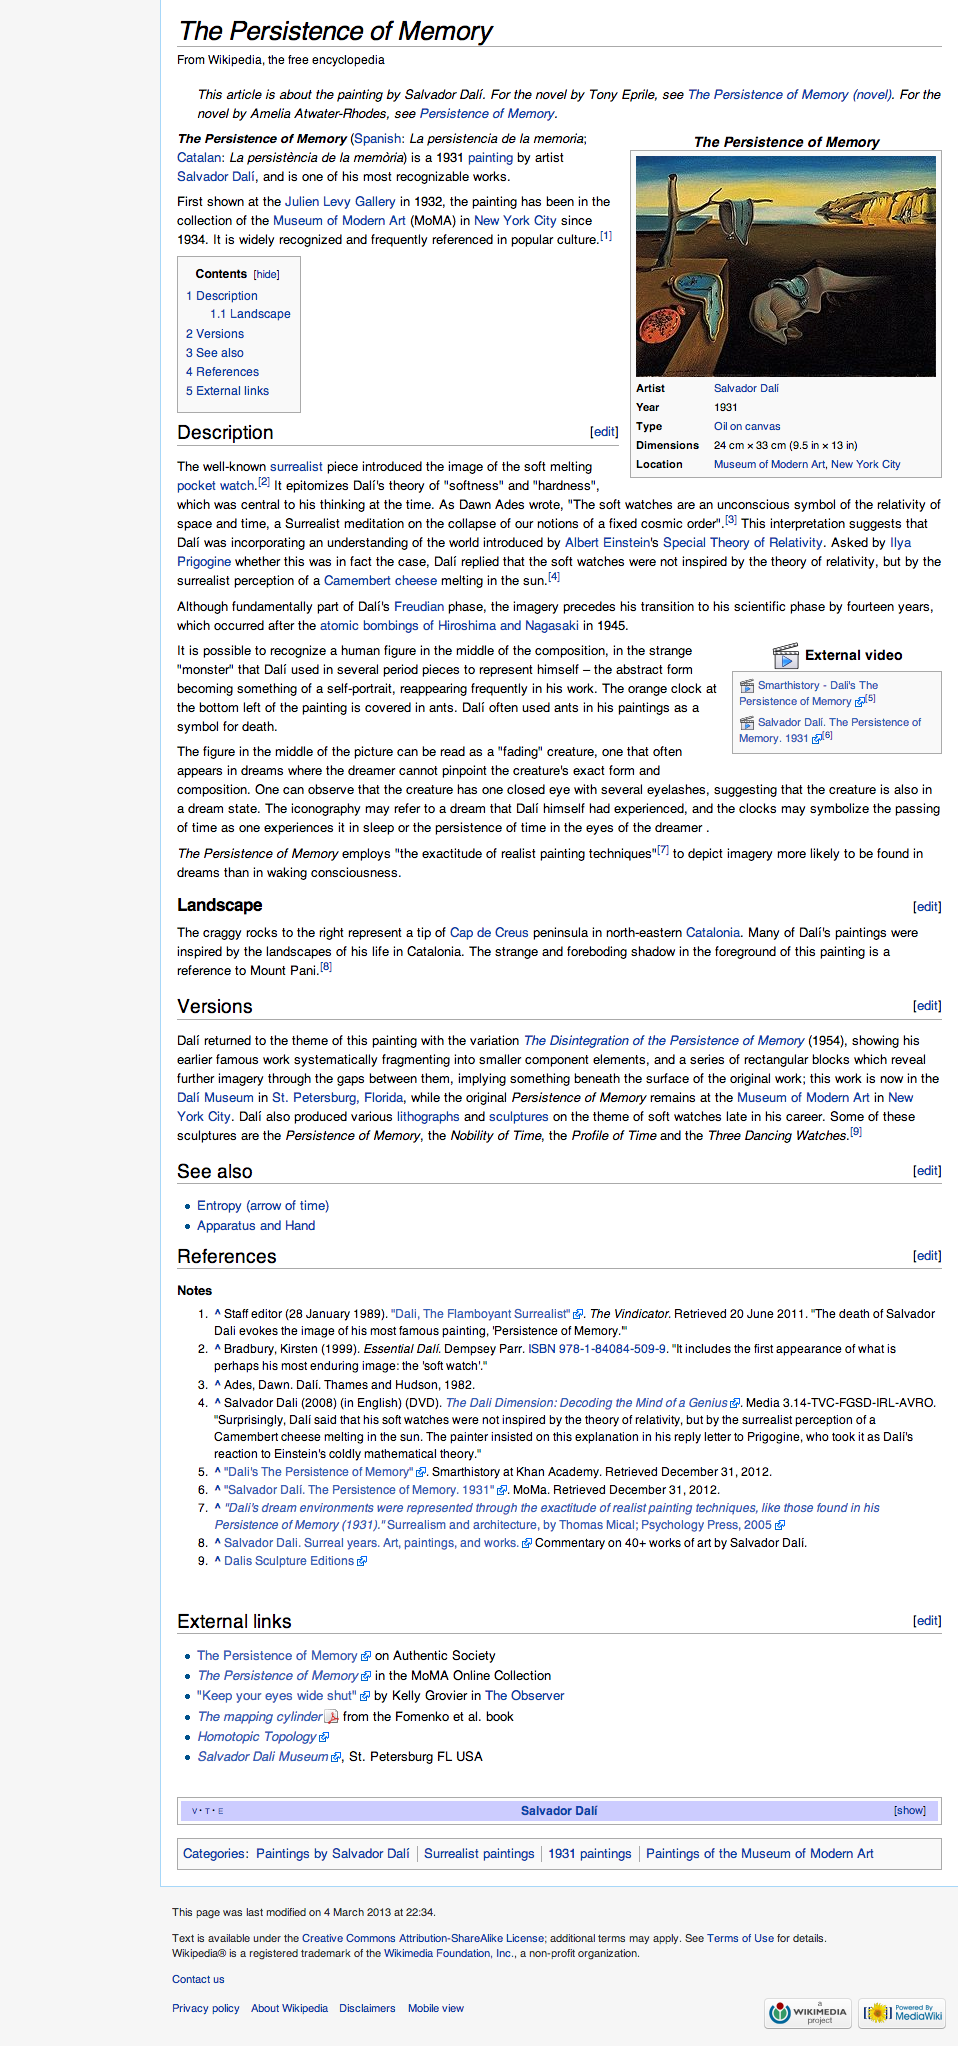 The Persistence of Memory
From Wikipedia, the free encyclopedia
This article is about the painting by Salvador Dalí. For the novel by Tony Eprile, see The Persistence of Memory (novel). For the
novel by Amelia Atwater-Rhodes, see Persistence of Memory.
The Persistence of Memory (Spanish: La persistencia de la memoria;
Catalan: La persistència de la memòria) is a 1931 painting by artist
Salvador Dalí, and is one of his most recognizable works.
First shown at the Julien Levy Gallery in 1932, the painting has been in the
collection of the Museum of Modern Art (MoMA) in New York City since
1934. It is widely recognized and frequently referenced in popular culture.[1]
The Persistence of Memory
Artist Salvador Dalí
Year 1931
Type Oil on canvas
Dimensions 24 cm × 33 cm (9.5 in × 13 in)
Location Museum of Modern Art, New York City
Contents [hide]
1 Description
1.1 Landscape
2 Versions
3 See also
4 References
5 External links
Description [edit]
The well-known surrealist piece introduced the image of the soft melting
pocket watch.[2] It epitomizes Dalí's theory of "softness" and "hardness",
which was central to his thinking at the time. As Dawn Ades wrote, "The soft watches are an unconscious symbol of the relativity of
space and time, a Surrealist meditation on the collapse of our notions of a fixed cosmic order".[3] This interpretation suggests that
Dalí was incorporating an understanding of the world introduced by Albert Einstein's Special Theory of Relativity. Asked by Ilya
Prigogine whether this was in fact the case, Dalí replied that the soft watches were not inspired by the theory of relativity, but by the
surrealist perception of a Camembert cheese melting in the sun.[4]
Although fundamentally part of Dalí's Freudian phase, the imagery precedes his transition to his scientific phase by fourteen years,
which occurred after the atomic bombings of Hiroshima and Nagasaki in 1945.
It is possible to recognize a human figure in the middle of the composition, in the strange
"monster" that Dalí used in several period pieces to represent himself – the abstract form
becoming something of a self-portrait, reappearing frequently in his work. The orange clock at
the bottom left of the painting is covered in ants. Dalí often used ants in his paintings as a
symbol for death.
External video
Smarthistory - Dali's The
Persistence of Memory [5]
Salvador Dalí. The Persistence of
Memory. 1931 [6]
The figure in the middle of the picture can be read as a "fading" creature, one that often
appears in dreams where the dreamer cannot pinpoint the creature's exact form and
composition. One can observe that the creature has one closed eye with several eyelashes, suggesting that the creature is also in
a dream state. The iconography may refer to a dream that Dalí himself had experienced, and the clocks may symbolize the passing
of time as one experiences it in sleep or the persistence of time in the eyes of the dreamer .
The Persistence of Memory employs "the exactitude of realist painting techniques"[7] to depict imagery more likely to be found in
dreams than in waking consciousness.
Landscape [edit]
The craggy rocks to the right represent a tip of Cap de Creus peninsula in north-eastern Catalonia. Many of Dalí's paintings were
inspired by the landscapes of his life in Catalonia. The strange and foreboding shadow in the foreground of this painting is a
reference to Mount Pani.[8]
Versions [edit]
Dalí returned to the theme of this painting with the variation The Disintegration of the Persistence of Memory (1954), showing his
earlier famous work systematically fragmenting into smaller component elements, and a series of rectangular blocks which reveal
further imagery through the gaps between them, implying something beneath the surface of the original work; this work is now in the
Dalí Museum in St. Petersburg, Florida, while the original Persistence of Memory remains at the Museum of Modern Art in New
York City. Dalí also produced various lithographs and sculptures on the theme of soft watches late in his career. Some of these
sculptures are the Persistence of Memory, the Nobility of Time, the Profile of Time and the Three Dancing Watches.[9]
See also [edit]
• Entropy (arrow of time)
• Apparatus and Hand
References [edit]
Notes
1. ^ Staff editor (28 January 1989). "Dali, The Flamboyant Surrealist". The Vindicator. Retrieved 20 June 2011. "The death of Salvador
Dali evokes the image of his most famous painting, 'Persistence of Memory.'"
2. ^ Bradbury, Kirsten (1999). Essential Dalí. Dempsey Parr. ISBN 978-1-84084-509-9. "It includes the first appearance of what is
perhaps his most enduring image: the 'soft watch'."
3. ^ Ades, Dawn. Dalí. Thames and Hudson, 1982.
4. ^ Salvador Dali (2008) (in English) (DVD). The Dali Dimension: Decoding the Mind of a Genius. Media 3.14-TVC-FGSD-IRL-AVRO.
"Surprisingly, Dalí said that his soft watches were not inspired by the theory of relativity, but by the surrealist perception of a
Camembert cheese melting in the sun. The painter insisted on this explanation in his reply letter to Prigogine, who took it as Dalí's
reaction to Einstein's coldly mathematical theory."
5. ^ "Dali's The Persistence of Memory". Smarthistory at Khan Academy. Retrieved December 31, 2012.
6. ^ "Salvador Dalí. The Persistence of Memory. 1931". MoMa. Retrieved December 31, 2012.
7. ^ "Dali's dream environments were represented through the exactitude of realist painting techniques, like those found in his
Persistence of Memory (1931)." Surrealism and architecture, by Thomas Mical; Psychology Press, 2005
8. ^ Salvador Dali. Surreal years. Art, paintings, and works. Commentary on 40+ works of art by Salvador Dalí.
9. ^ Dalis Sculpture Editions
External links [edit]
• The Persistence of Memory on Authentic Society
• The Persistence of Memory in the MoMA Online Collection
• "Keep your eyes wide shut" by Kelly Grovier in The Observer
• The mapping cylinder from the Fomenko et al. book
• Homotopic Topology
• Salvador Dali Museum, St. Petersburg FL USA
V · T · E Salvador Dalí [show]
Categories: Paintings by Salvador Dalí | Surrealist paintings | 1931 paintings | Paintings of the Museum of Modern Art
This page was last modified on 4 March 2013 at 22:34.
Text is available under the Creative Commons Attribution-ShareAlike License; additional terms may apply. See Terms of Use for details.
Wikipedia® is a registered trademark of the Wikimedia Foundation, Inc., a non-profit organization.
Contact us
Privacy policy About Wikipedia Disclaimers Mobile view
a
WIKIMEDIA
project
Powered By
MediaWiki